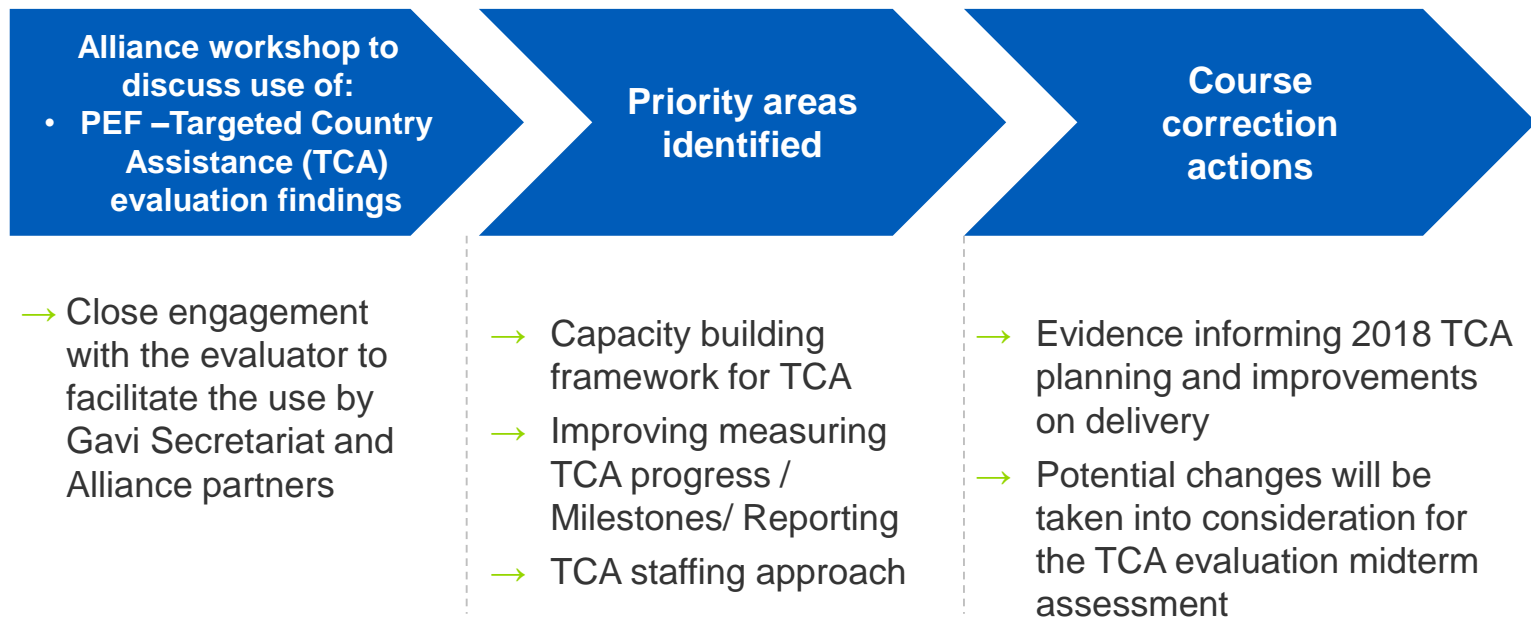 Alliance workshop to
discuss use of:
• PEF –Targeted Country
Assistance (TCA)
evaluation findings
→ Close engagement
with the evaluator to
facilitate the use by
Gavi Secretariat and
Alliance partners
Priority areas
identified
→ Capacity building
framework for TCA
→ Improving measuring
TCA progress /
Milestones/ Reporting
→ TCA staffing approach
Course
correction
actions
→ Evidence informing 2018 TCA
planning and improvements
on delivery
→ Potential changes will be
taken into consideration for
the TCA evaluation midterm
assessment